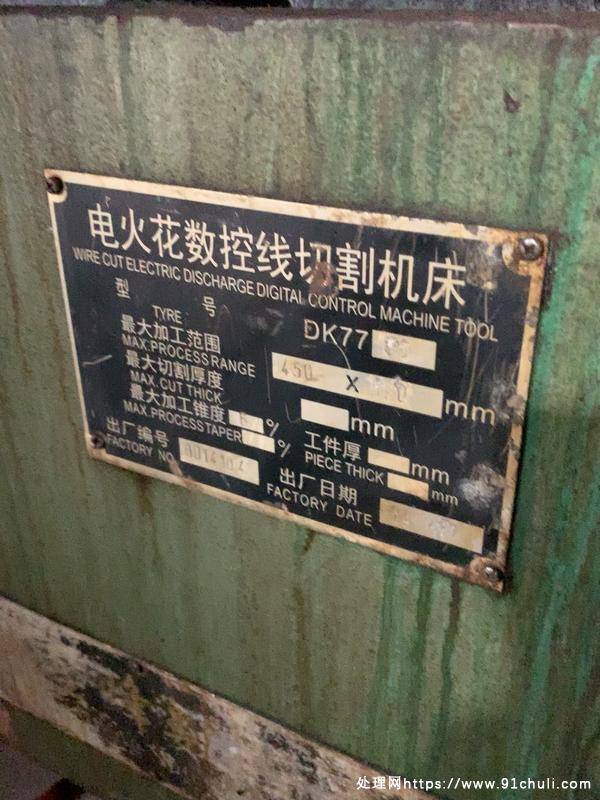 电火花数控线切割机床
WIRE CUT ELECTRIC DISCHARGE DIGITAL CONTROL MACHINE TOOL
型 号
TYRE
DK77
最大加工范围
MAX.PROCESS RANGE
450 X mm
最大切割厚度
MAX.CUT THICK
mm
最大加工锥度 %
MAX.PROCESS TAPER %
工件厚 mm
PIECE THICK mm
出厂编号
FACTORY NO.
出厂日期
FACTORY DATE
处理网https://www.91chuli.com